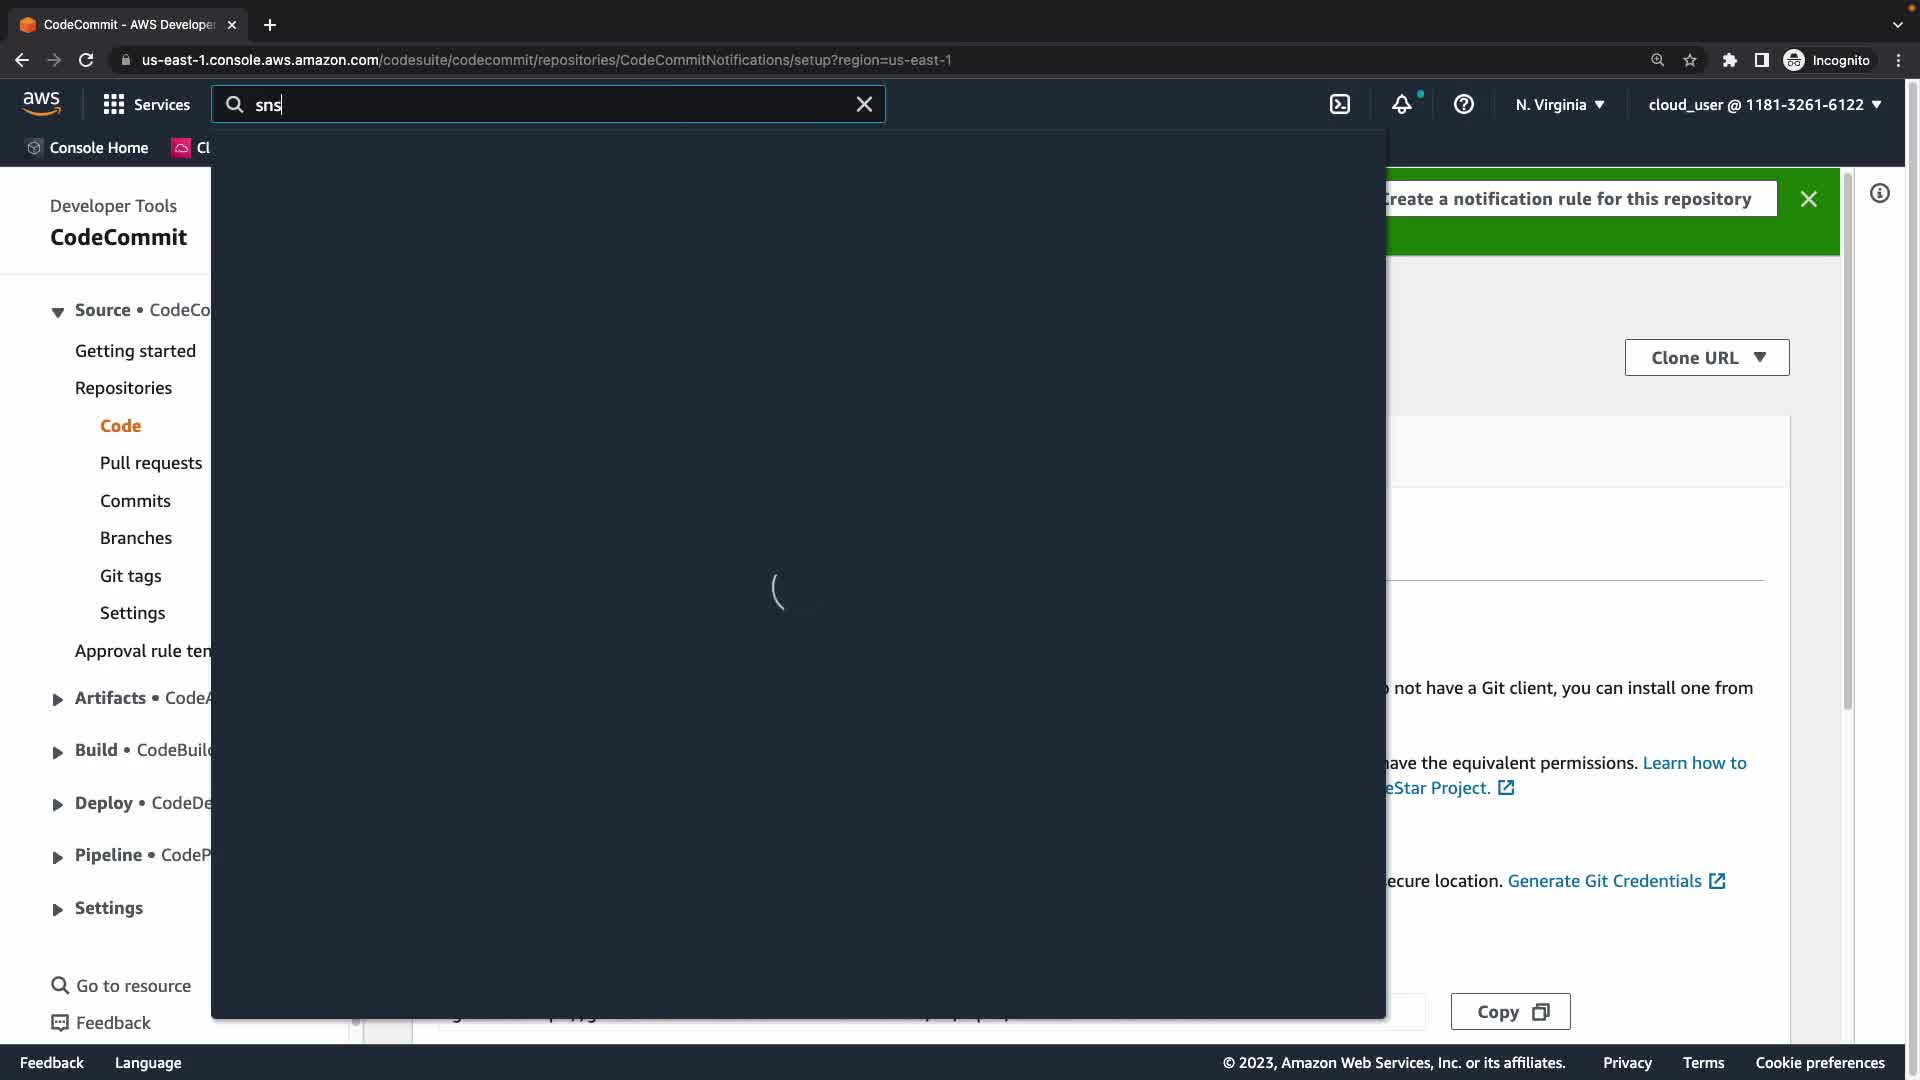 CodeCommit - AWS Develope
us-east-1.console.aws.amazon.com/codesuite/codecommit/repositories/CodeCommitNotifications/setup?region=us-east-1
Incognito
aws
Services
sns
N. Virginia
cloud_user @ 1181-3261-6122
Console Home
Cl
Create a notification rule for this repository
Developer Tools
CodeCommit
Source • CodeCo
Getting started
Repositories
Code
Pull requests
Commits
Branches
Git tags
Settings
Approval rule tem
Artifacts • CodeA
Build • CodeBuild
Deploy • CodeDe
Pipeline • CodeP
Settings
Go to resource
Feedback
Clone URL
not have a Git client, you can install one from
have the equivalent permissions. Learn how to
eStar Project.
ecure location. Generate Git Credentials
Copy
Feedback
Language
© 2023, Amazon Web Services, Inc. or its affiliates.
Privacy
Terms
Cookie preferences